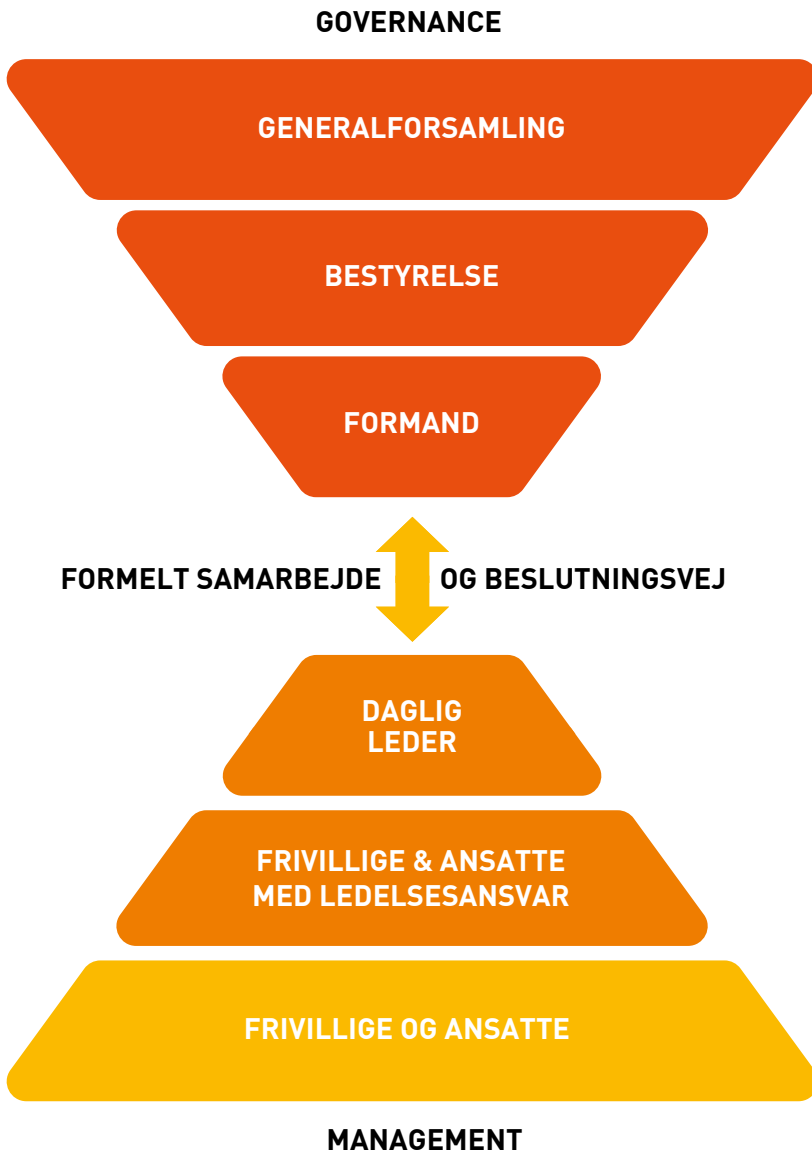 GOVERNANCE
GENERALFORSAMLING
BESTYRELSE
FORMAND
FORMELT SAMARBEJDE OG BESLUTNINGSVEJ
DAGLIG
LEDER
FRIVILLIGE & ANSATTE
MED LEDELSESANSVAR
FRIVILLIGE OG ANSATTE
MANAGEMENT